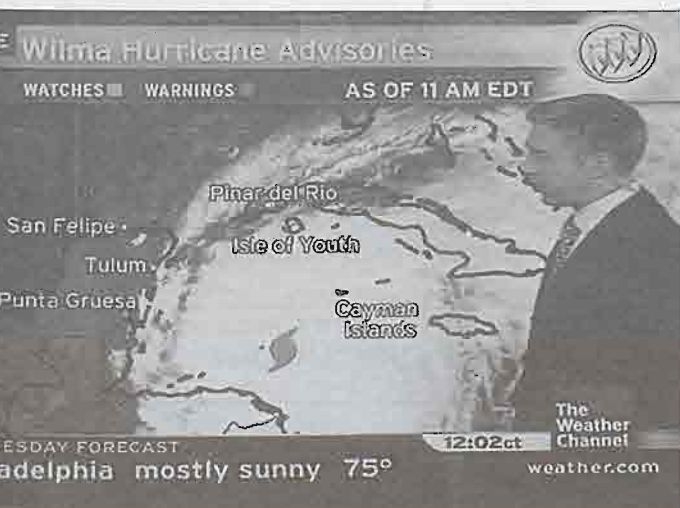 E Wilma Hurricane Advisories
WATCHES WARNINGS AS OF 11 AM EDT
Pinar del Rio
San Felipe
Isle of Youth
Tulum
Punta Gruesa
Cayman
Islands
The
Weather
Channel
12:02ct
ESDAY FORECAST
adelphia mostly sunny 75°
weather.com